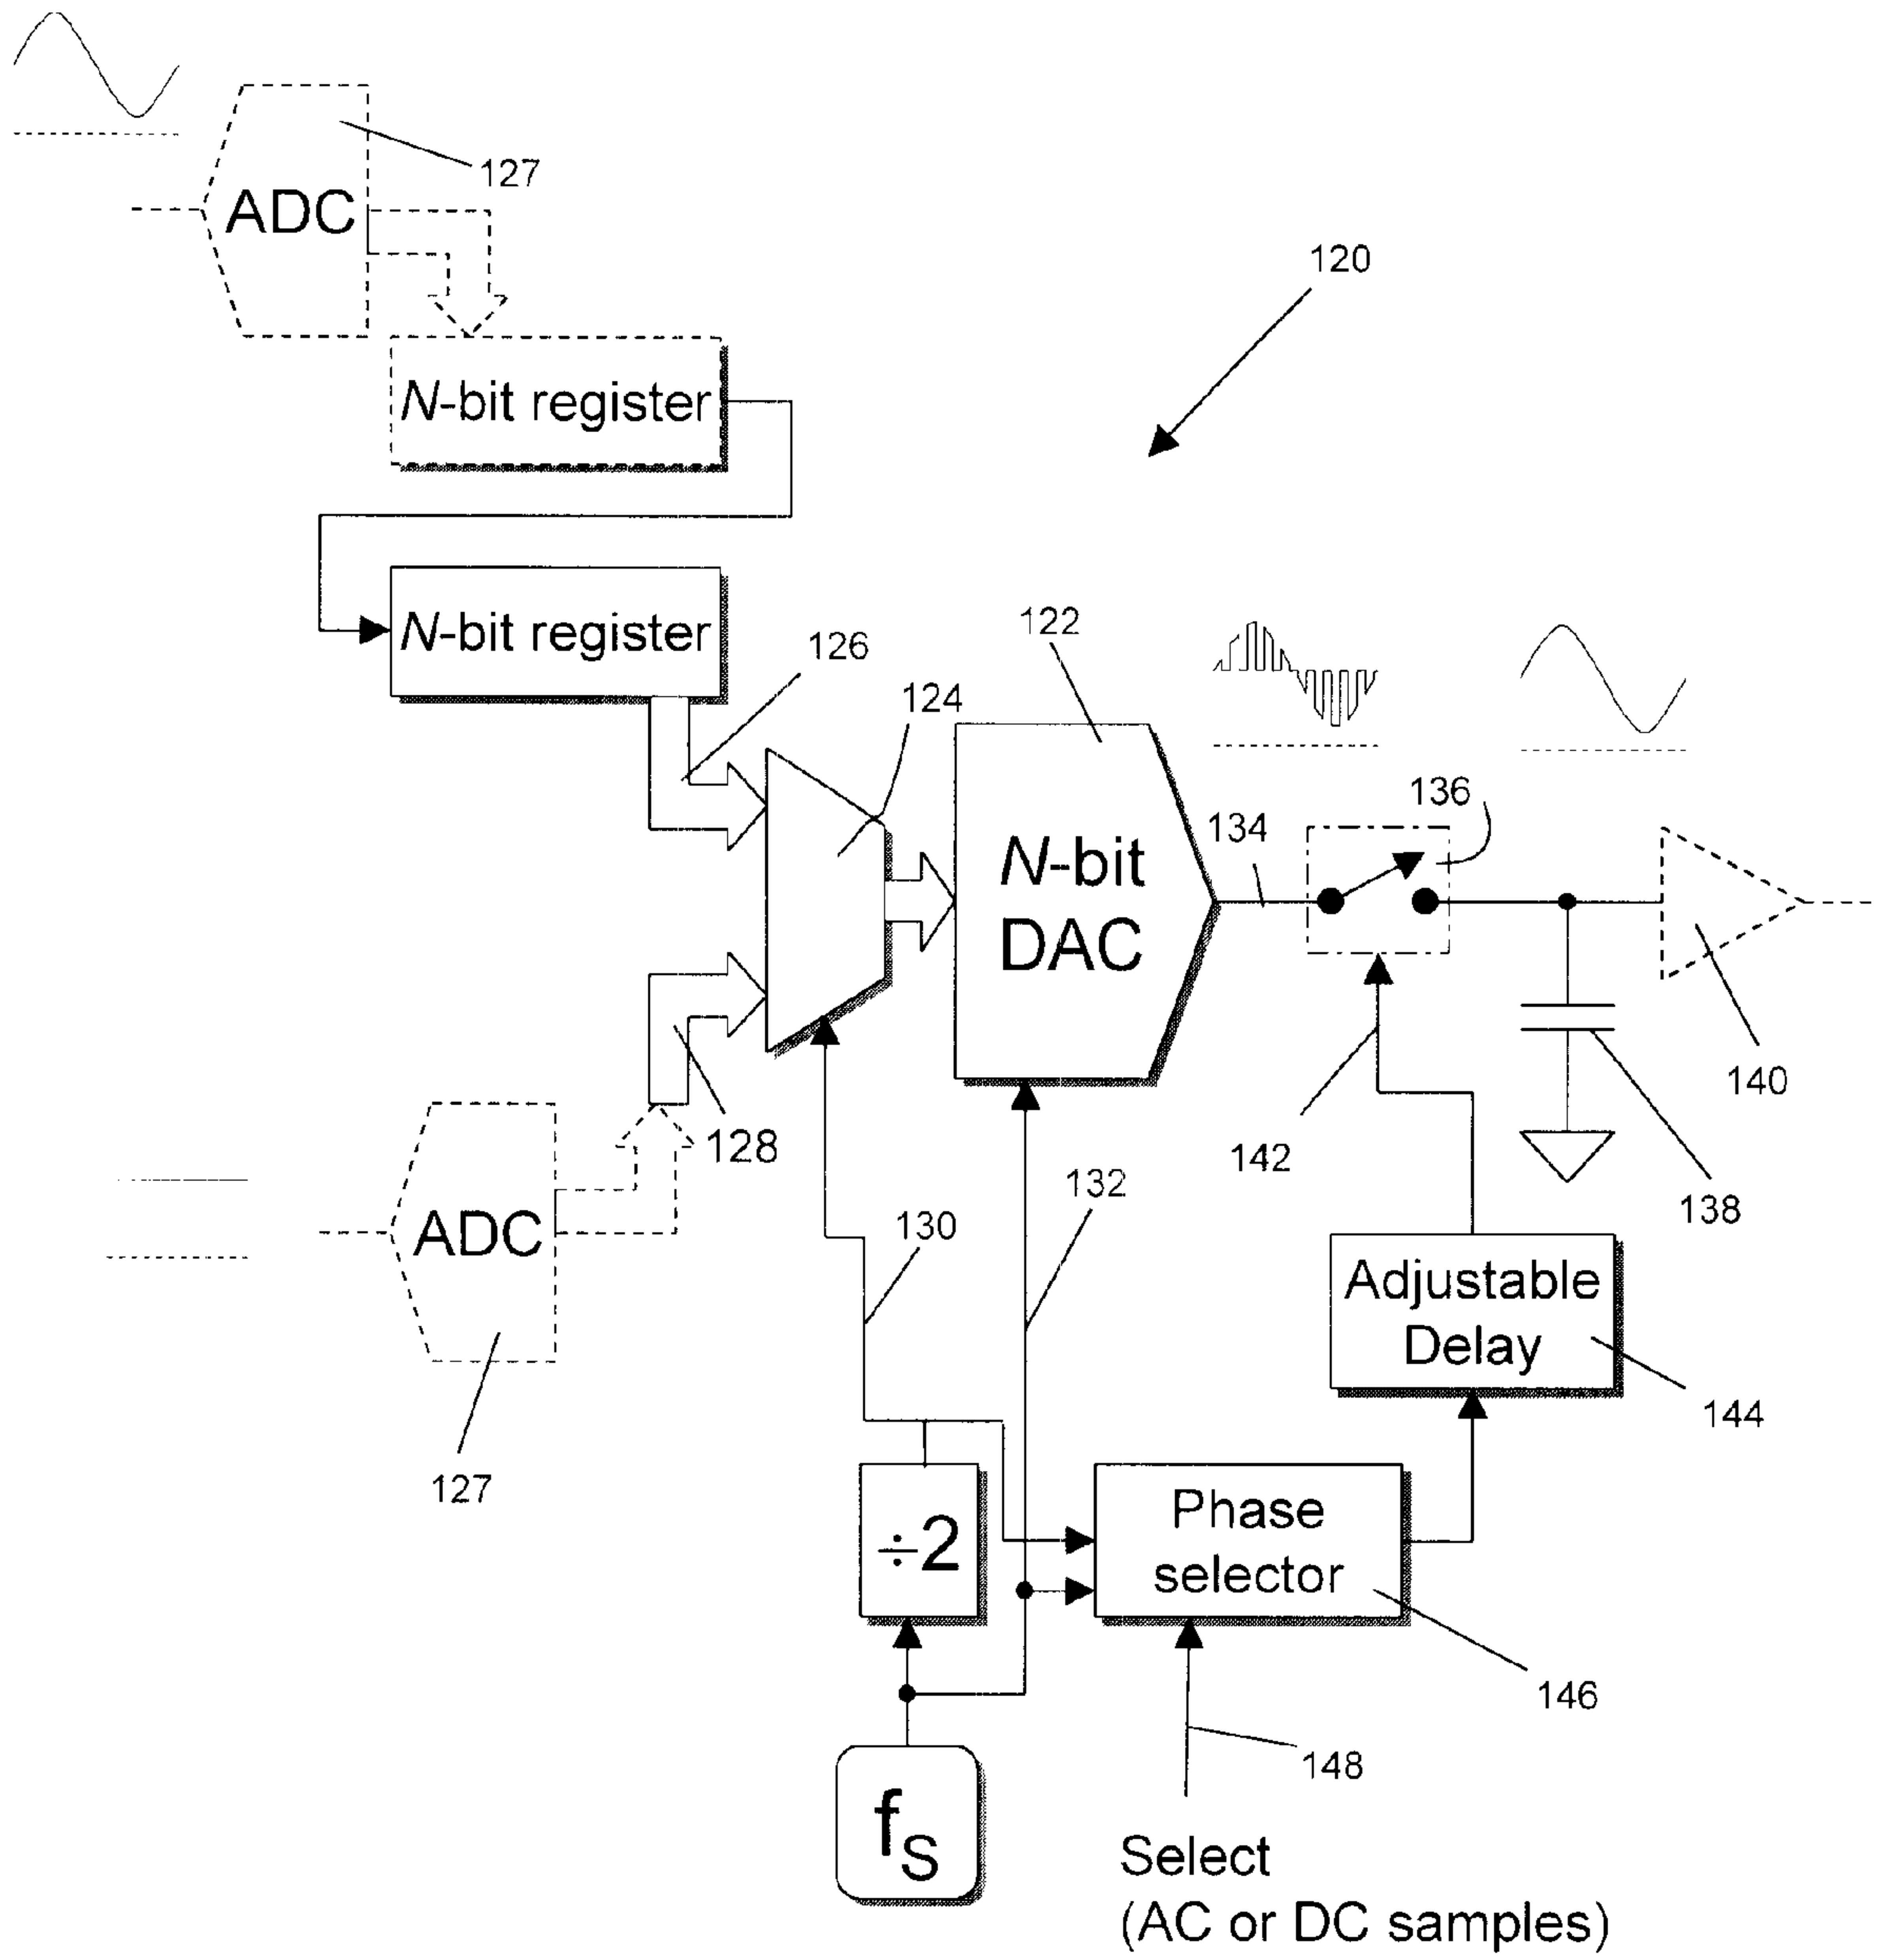 127
ADC
120
N-bit register
N-bit register
126
122
124
136
134
N-bit
DAC
140
128
142
132
138
ADC
130
Adjustable
Delay
144
127
Phase
selector
÷2
146
148
fS
Select
(AC or DC samples)